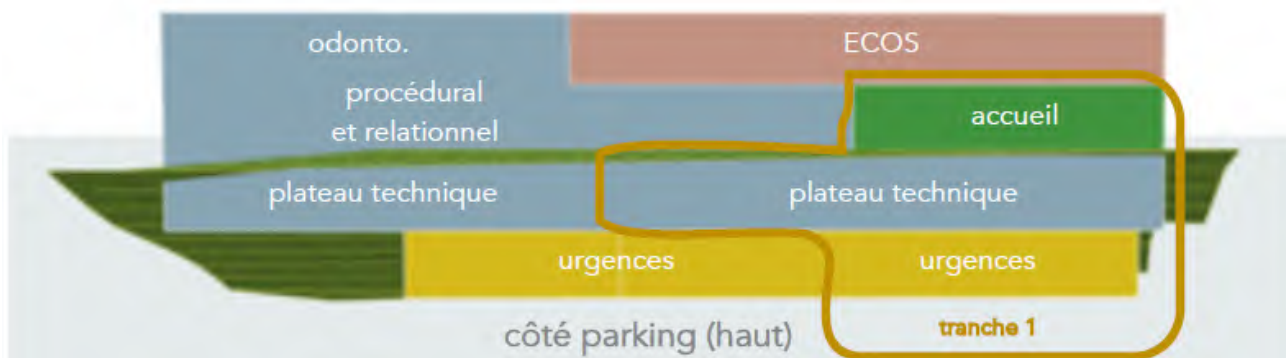 odonto.
ECOS
procédural
et relationnel
accueil
plateau technique
plateau technique
urgences
urgences
côté parking (haut)
tranche 1